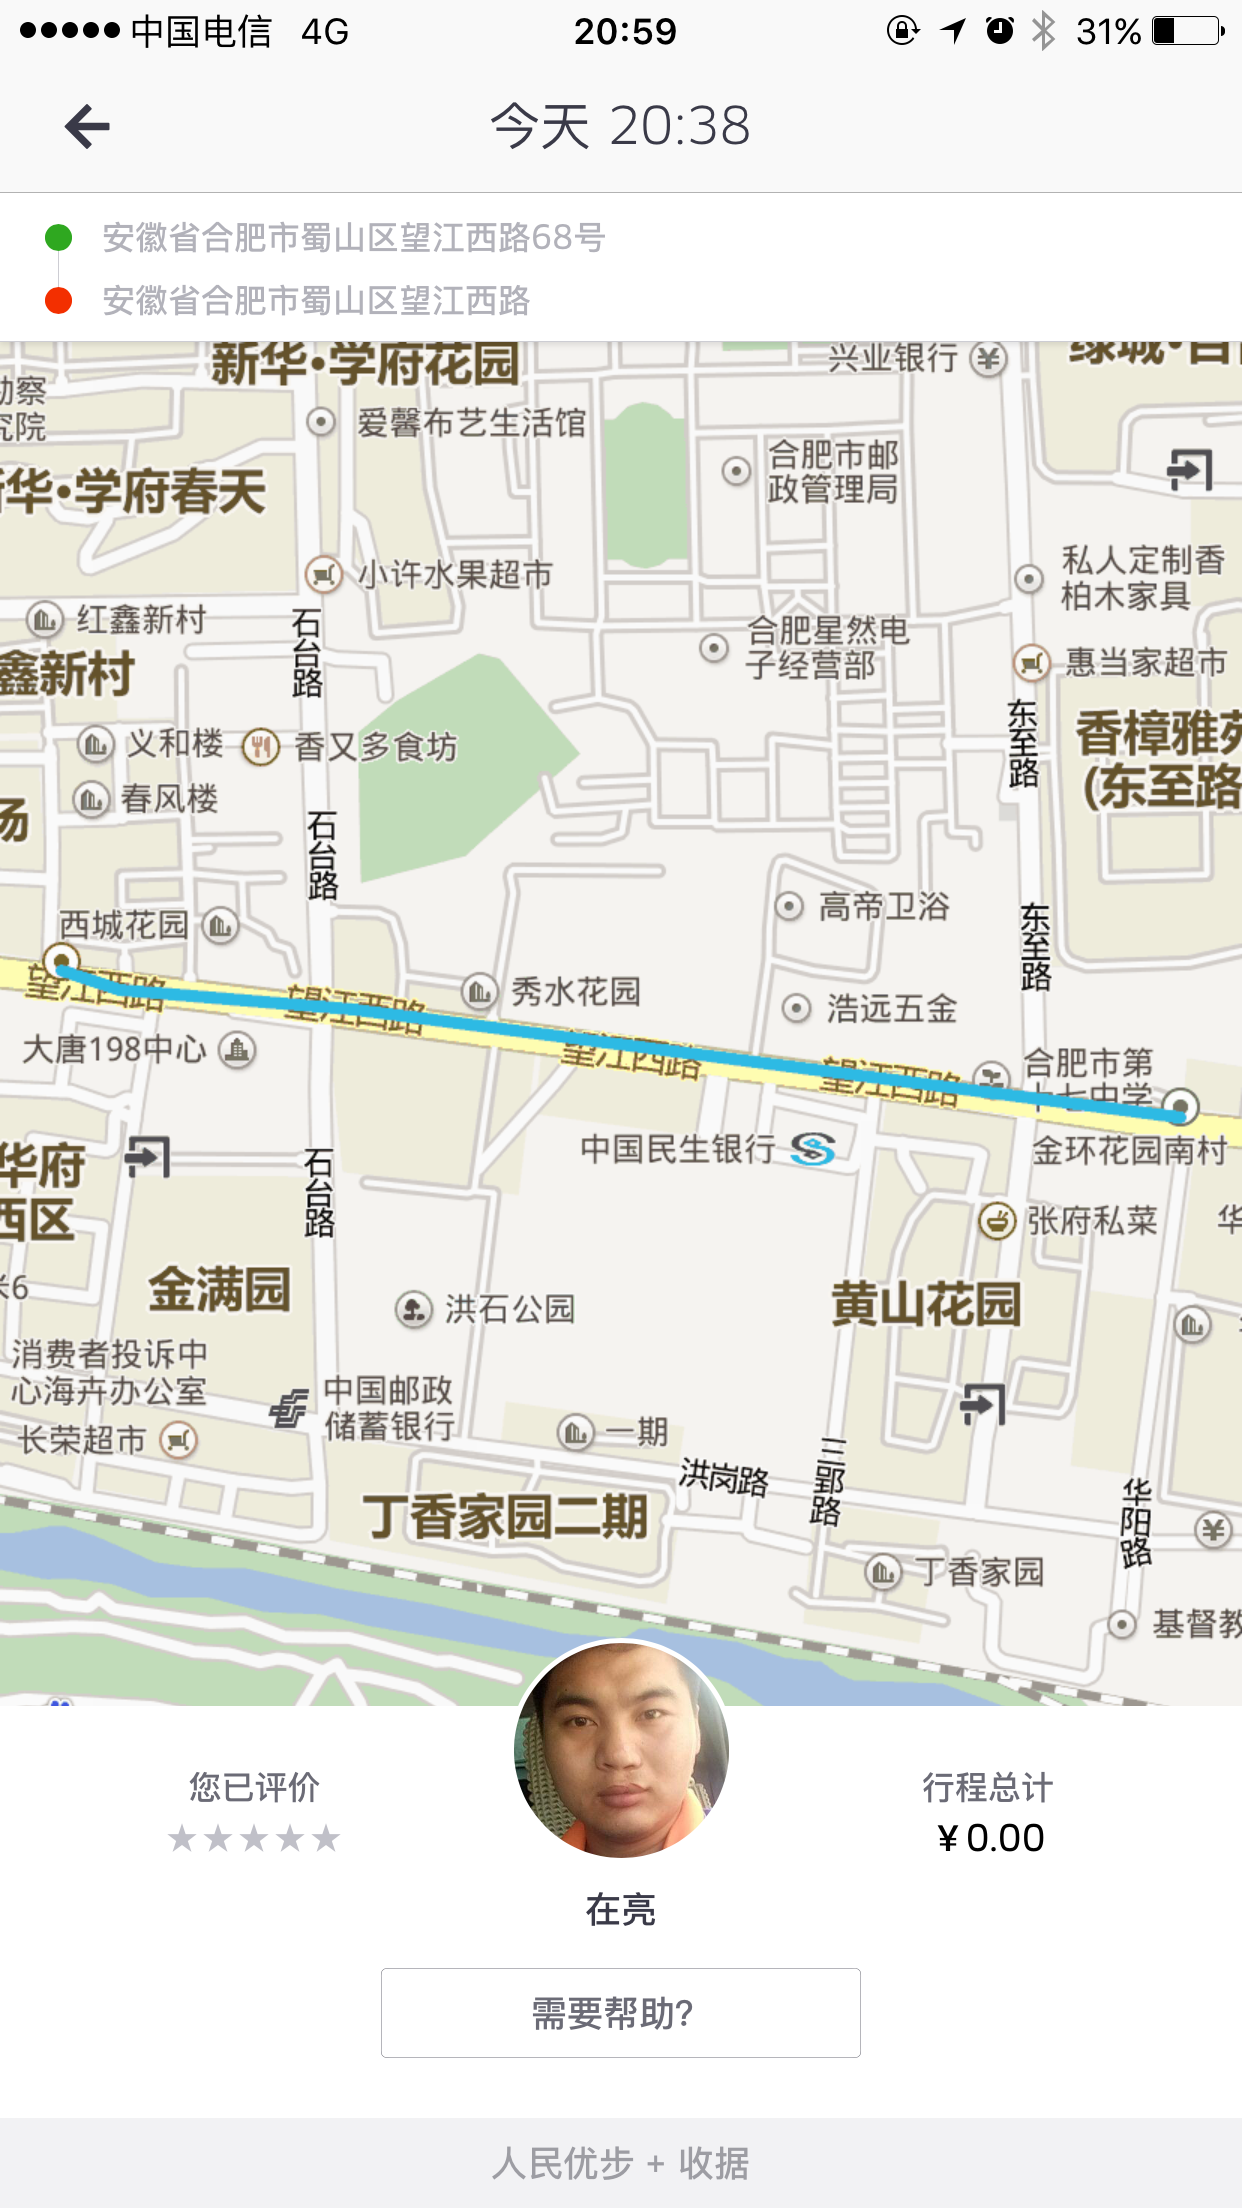 中国电信 4G 20:59 31%
今天 20:38
安徽省合肥市蜀山区望江西路68号
安徽省合肥市蜀山区望江西路
新华·学府花园
兴业银行
爱馨布艺生活馆
究院
合肥市邮
政管理局
华·学府春天
小许水果超市
私人定制香
柏木家具
红鑫新村
石台路
合肥星然电
子经营部
惠当家超市
鑫新村
东至路
香樟雅苑
(东至路
义和楼
香又多食坊
春风楼
场
石台路
西城花园
高帝卫浴
东至路
望江西路
望江西路
秀水花园
浩远五金
大唐198中心
望江西路
望江西路
合肥市第
十七中学
中国民生银行
金环花园南村
华府
西区
石台路
张府私菜
华
米6
金满园
洪石公园
黄山花园
消费者投诉中
心海卉办公室
中国邮政
储蓄银行
长荣超市
一期
洪岗路
三郢路
华阳路
丁香家园二期
丁香家园
基督教
您已评价
行程总计
¥0.00
在亮
需要帮助?
人民优步 + 收据